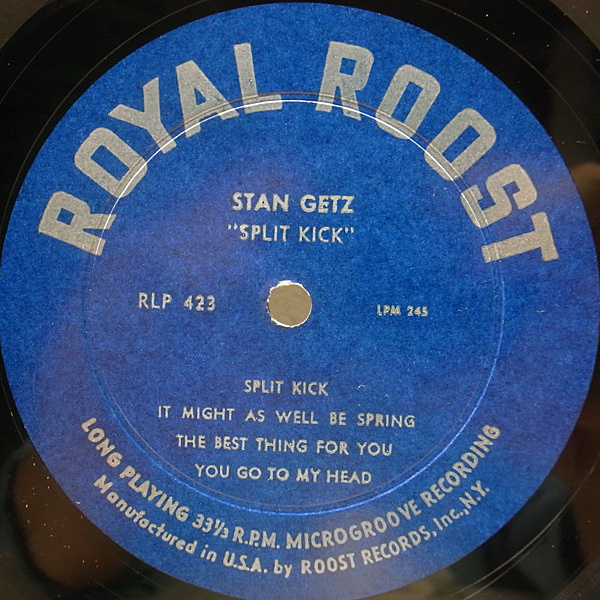 ROYAL ROOST
STAN GETZ
"SPLIT KICK"
RLP 423
LPM 245
SPLIT KICK
IT MIGHT AS WELL BE SPRING
THE BEST THING FOR YOU
YOU GO TO MY HEAD
LONG PLAYING 33⅓ R.P.M. MICROGROOVE RECORDING
Manufactured in U.S.A. by ROOST RECORDS, Inc., N.Y.